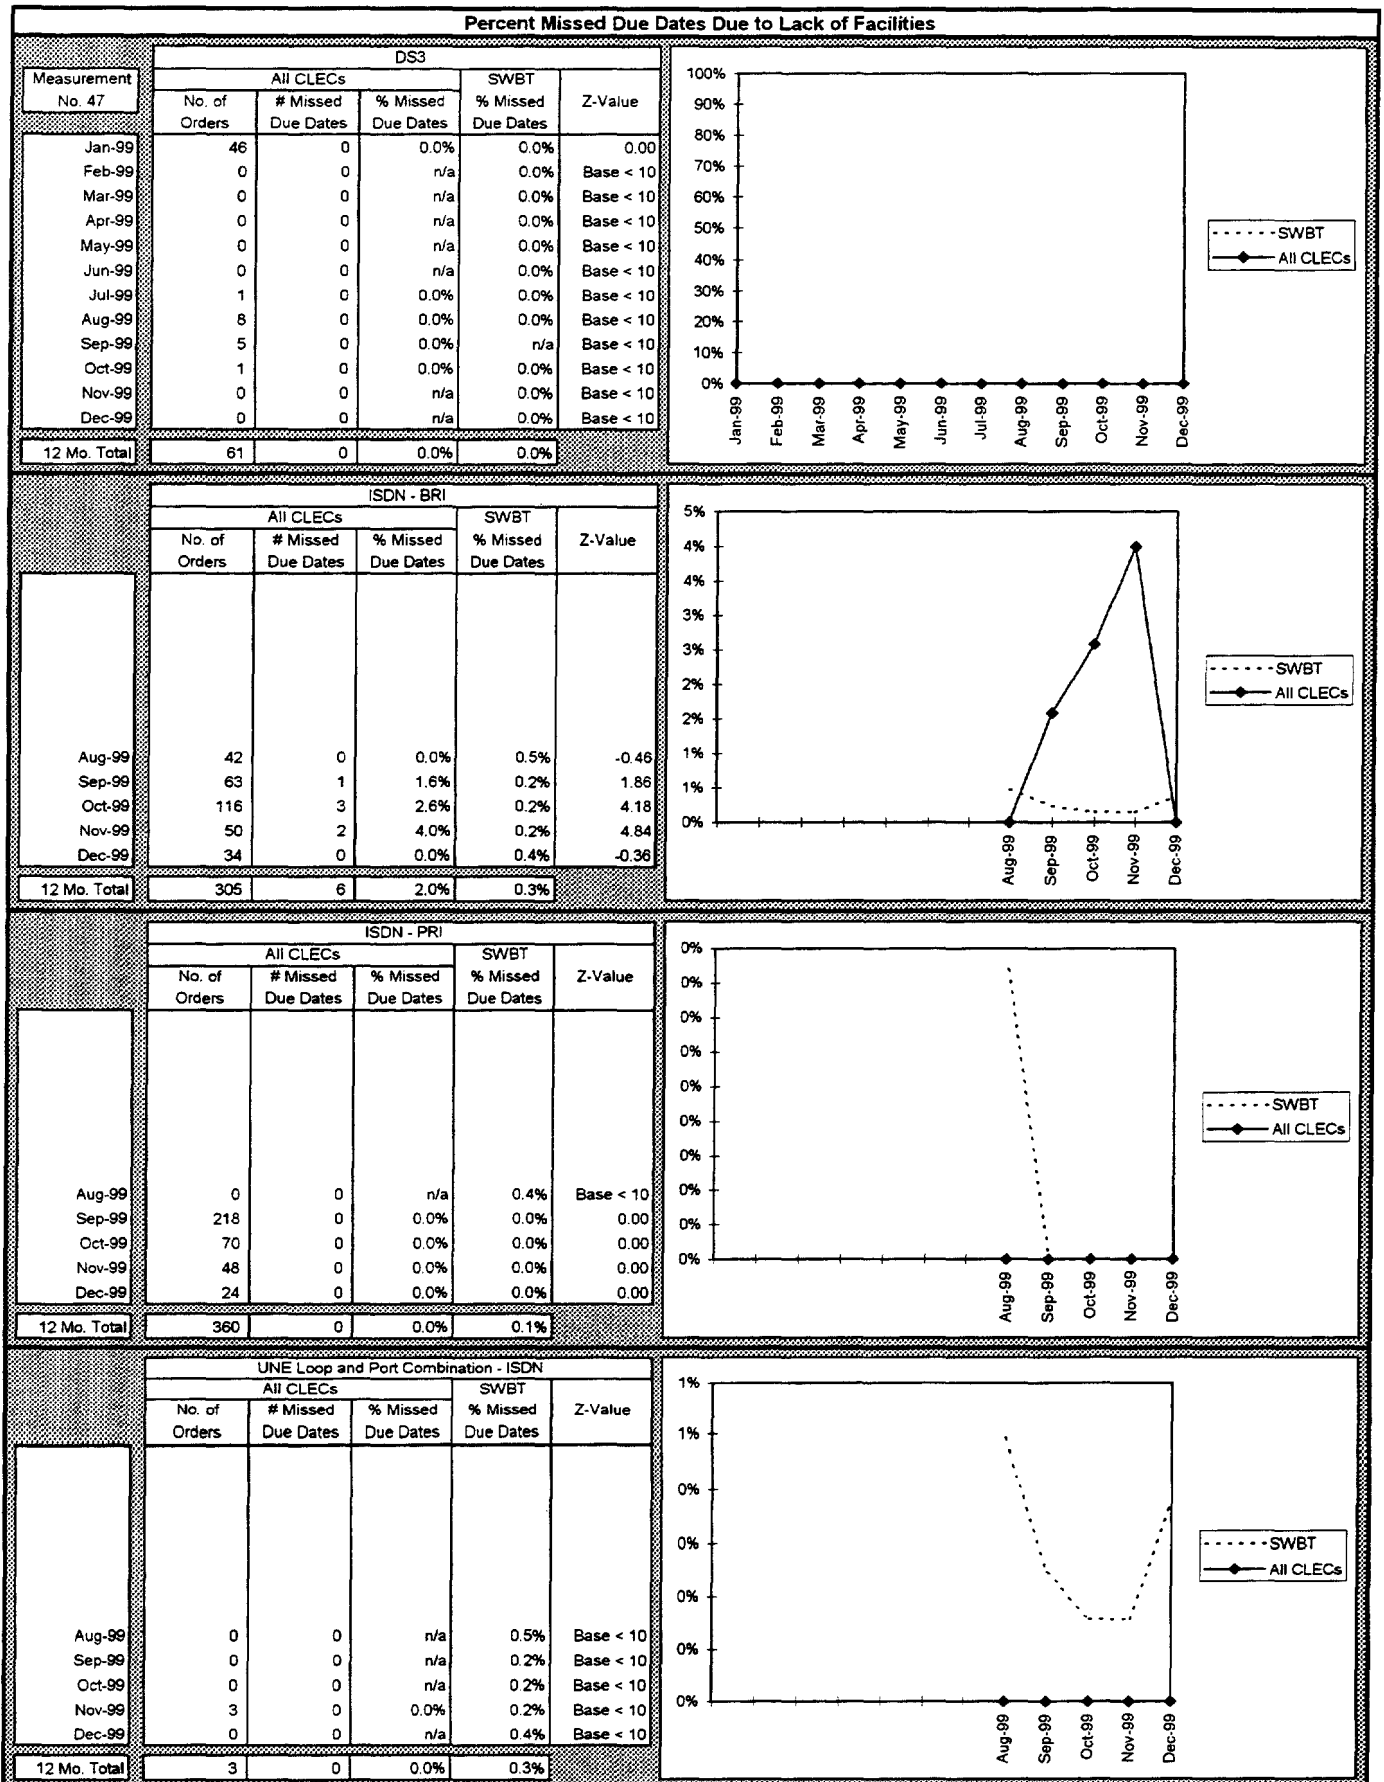 Percent Missed Due Dates Due to Lack of Facilities
Measurement
No. 47
DS3
All CLECs SWBT
No. of # Missed % Missed % Missed Z-Value
Orders Due Dates Due Dates Due Dates
Jan-99 46 0 0.0% 0.0% 0.00
Feb-99 0 0 n/a 0.0% Base < 10
Mar-99 0 0 n/a 0.0% Base < 10
Apr-99 0 0 n/a 0.0% Base < 10
May-99 0 0 n/a 0.0% Base < 10
Jun-99 0 0 n/a 0.0% Base < 10
Jul-99 1 0 0.0% 0.0% Base < 10
Aug-99 8 0 0.0% 0.0% Base < 10
Sep-99 5 0 0.0% n/a Base < 10
Oct-99 1 0 0.0% 0.0% Base < 10
Nov-99 0 0 n/a 0.0% Base < 10
Dec-99 0 0 n/a 0.0% Base < 10
12 Mo. Total 61 0 0.0% 0.0%
100%
90%
80%
70%
60%
50%
40%
30%
20%
10%
0%
Jan-99 Feb-99 Mar-99 Apr-99 May-99 Jun-99 Jul-99 Aug-99 Sep-99 Oct-99 Nov-99 Dec-99
SWBT
All CLECs
ISDN - BRI
All CLECs SWBT
No. of # Missed % Missed % Missed Z-Value
Orders Due Dates Due Dates Due Dates
Aug-99 42 0 0.0% 0.5% -0.46
Sep-99 63 1 1.6% 0.2% 1.86
Oct-99 116 3 2.6% 0.2% 4.18
Nov-99 50 2 4.0% 0.2% 4.84
Dec-99 34 0 0.0% 0.4% -0.36
12 Mo. Total 305 6 2.0% 0.3%
5%
4%
4%
3%
3%
2%
2%
1%
1%
0%
Aug-99 Sep-99 Oct-99 Nov-99 Dec-99
SWBT
All CLECs
ISDN - PRI
All CLECs SWBT
No. of # Missed % Missed % Missed Z-Value
Orders Due Dates Due Dates Due Dates
Aug-99 0 0 n/a 0.4% Base < 10
Sep-99 218 0 0.0% 0.0% 0.00
Oct-99 70 0 0.0% 0.0% 0.00
Nov-99 48 0 0.0% 0.0% 0.00
Dec-99 24 0 0.0% 0.0% 0.00
12 Mo. Total 360 0 0.0% 0.1%
0%
0%
0%
0%
0%
0%
0%
0%
0%
0%
Aug-99 Sep-99 Oct-99 Nov-99 Dec-99
SWBT
All CLECs
UNE Loop and Port Combination - ISDN
All CLECs SWBT
No. of # Missed % Missed % Missed Z-Value
Orders Due Dates Due Dates Due Dates
Aug-99 0 0 n/a 0.5% Base < 10
Sep-99 0 0 n/a 0.2% Base < 10
Oct-99 0 0 n/a 0.2% Base < 10
Nov-99 3 0 0.0% 0.2% Base < 10
Dec-99 0 0 n/a 0.4% Base < 10
12 Mo. Total 3 0 0.0% 0.3%
1%
1%
0%
0%
0%
0%
0%
Aug-99 Sep-99 Oct-99 Nov-99 Dec-99
SWBT
All CLECs